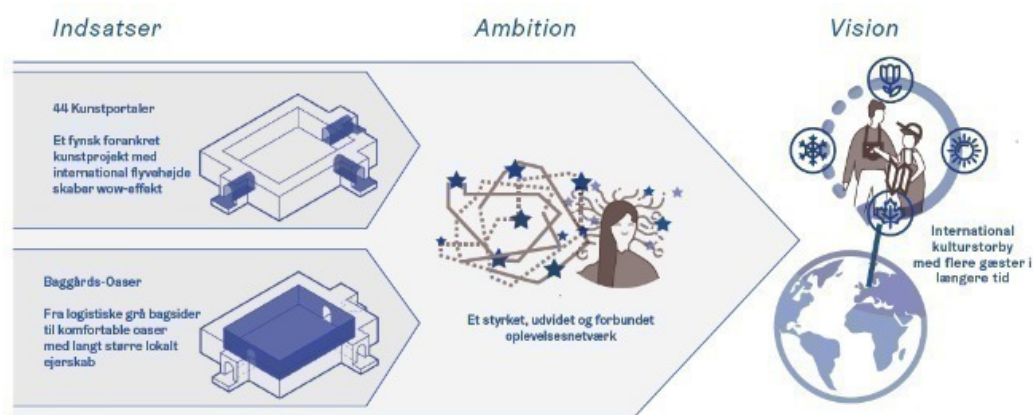 Indsatser
Ambition
Vision
44 Kunstportaler
Et fynsk forankret
kunstprojekt med
international flyvehøjde
skaber wow-effekt
Baggårds-Oaser
Fra logistiske grå bagsider
til komfortable oaser
med langt større lokalt
ejerskab
Et styrket, udvidet og forbundet
oplevelsesnetværk
International
kulturstorby
med flere gæster i
længere tid